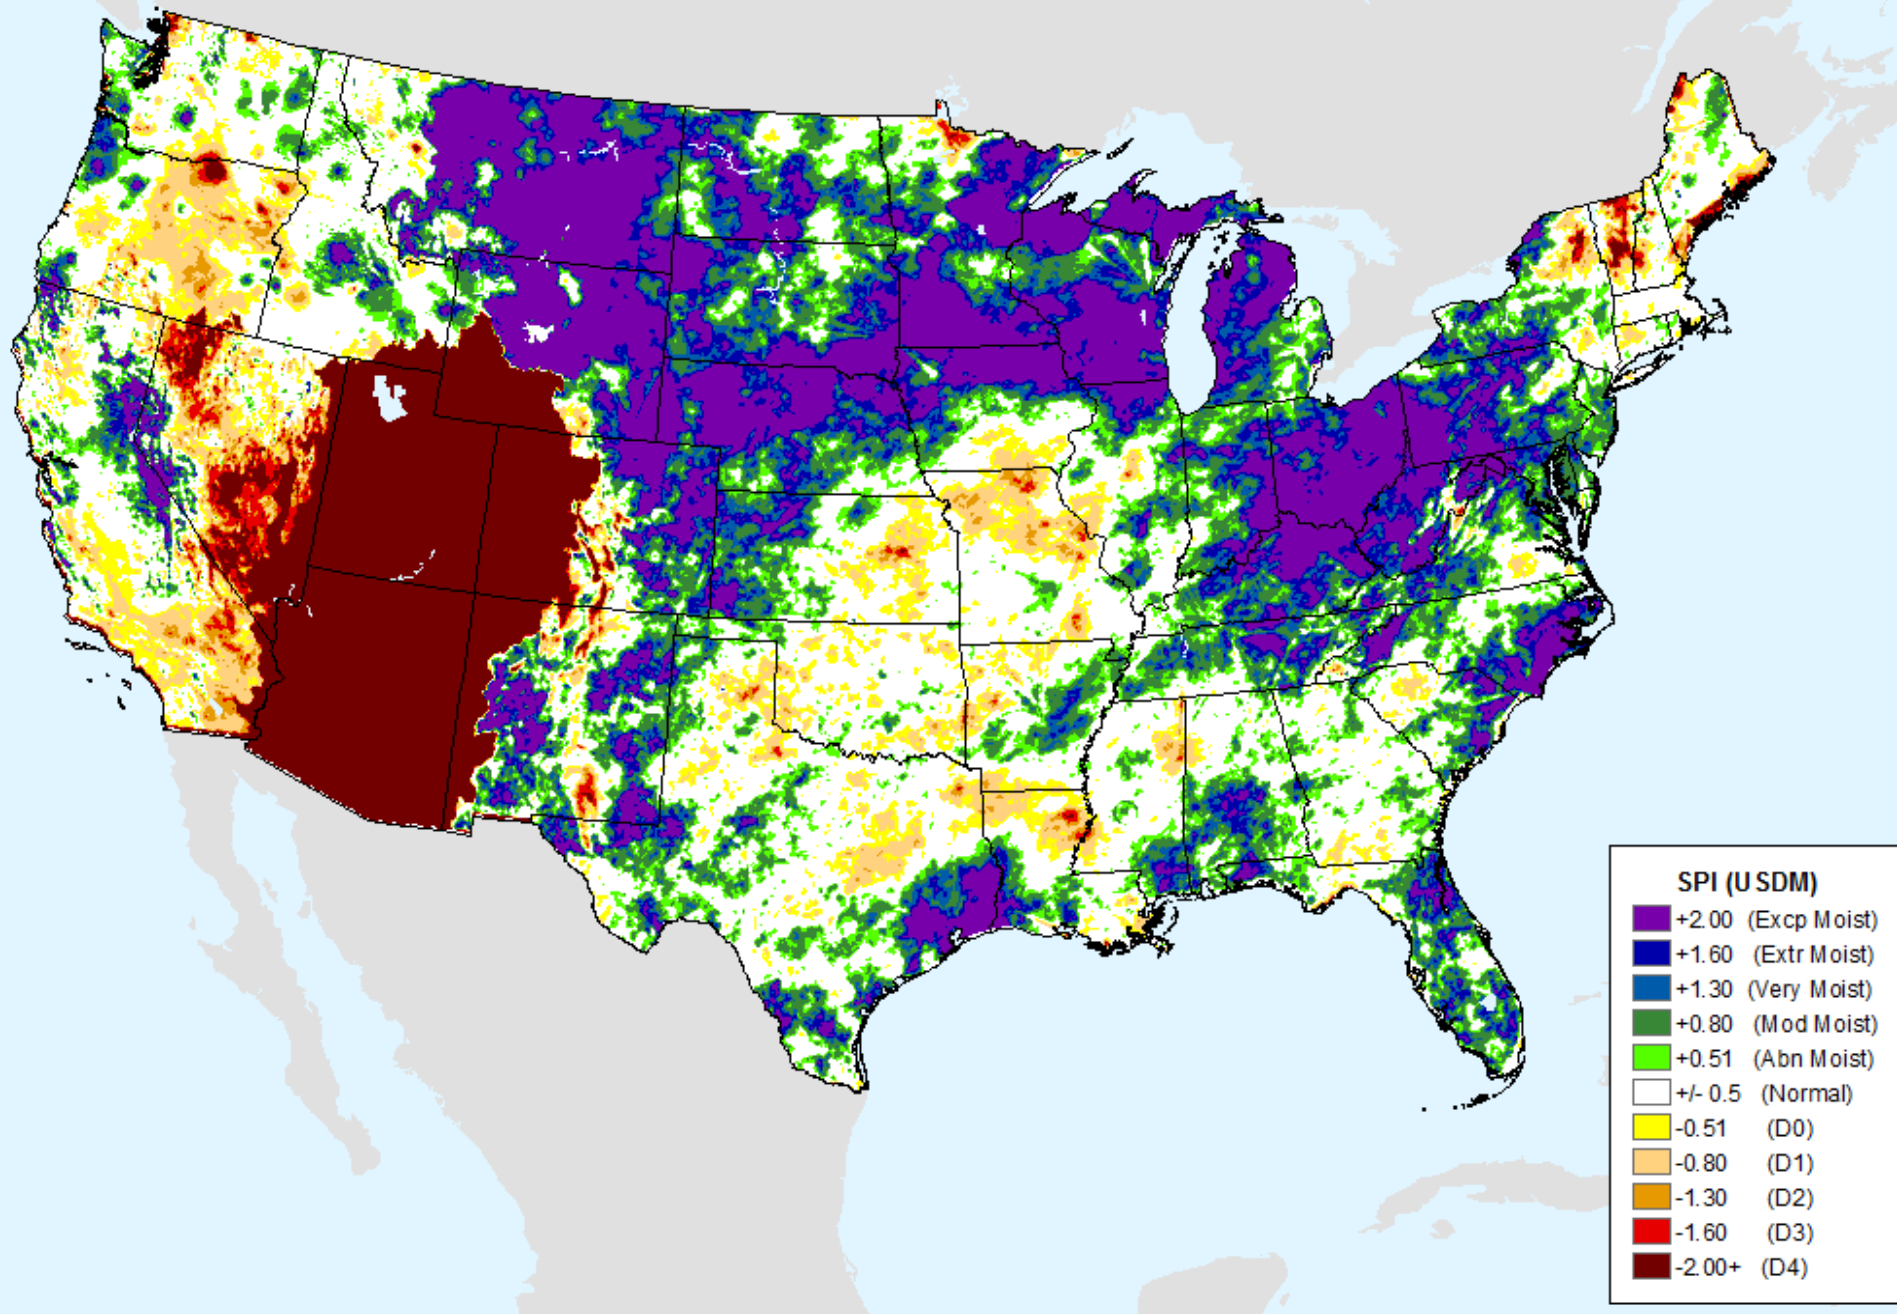 SPI (USDM)
+2.00 (Excp Moist)
+1.60 (Extr Moist)
+1.30 (Very Moist)
+0.80 (Mod Moist)
+0.51 (Abn Moist)
+/- 0.5 (Normal)
-0.51 (D0)
-0.80 (D1)
-1.30 (D2)
-1.60 (D3)
-2.00+ (D4)